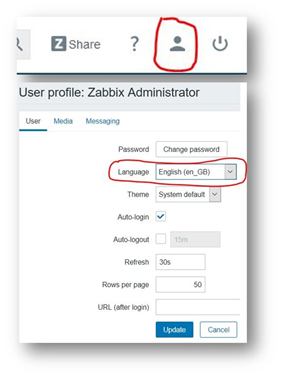 Z Share ?
User profile: Zabbix Administrator
User Media Messaging
Password Change password
Language English (en_GB)
Theme System default
Auto-login
Auto-logout 15m
Refresh 30s
Rows per page 50
URL (after login)
Update Cancel